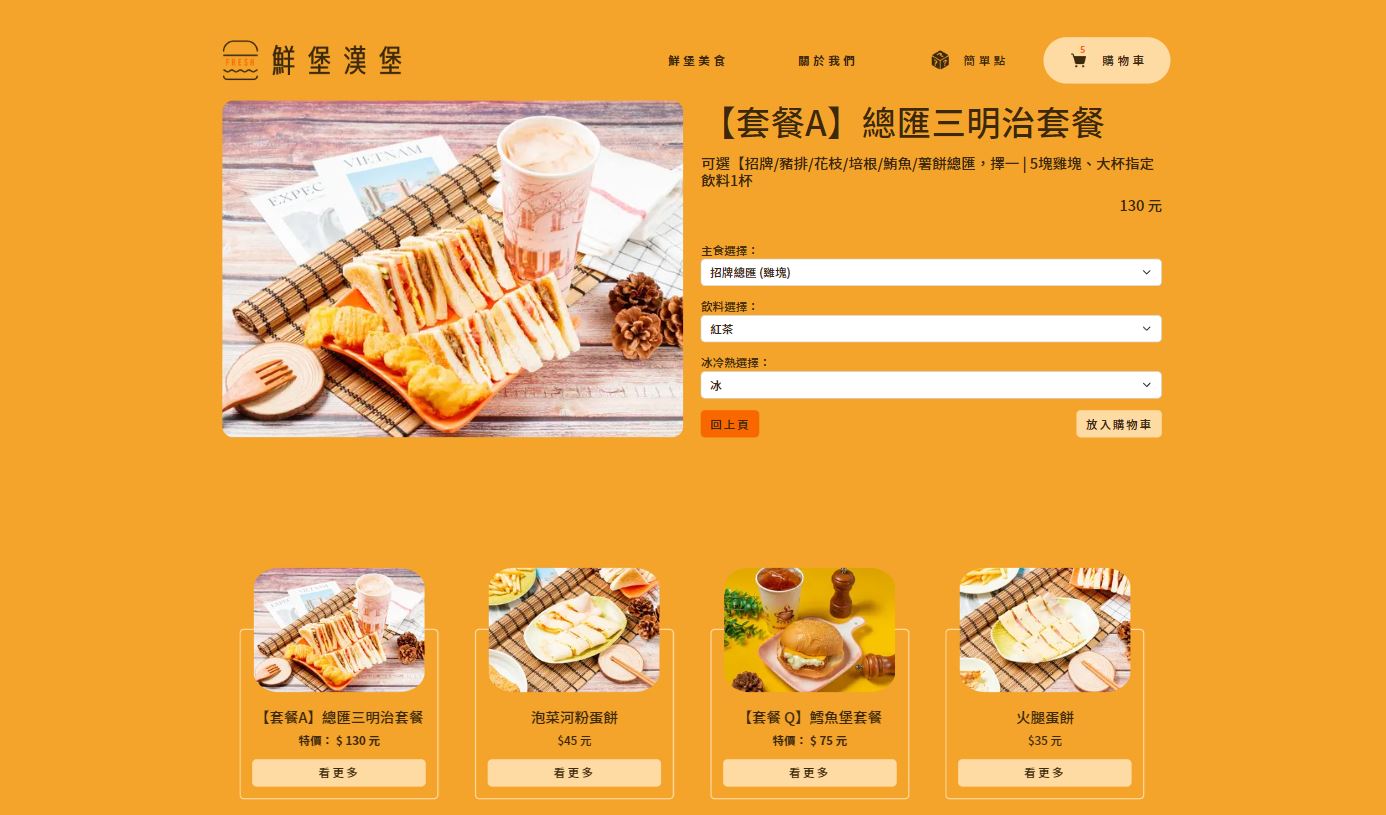 FRESH
鮮堡漢堡
鮮堡美食
關於我們
簡單點
5
購物車
VIETNAM
【套餐A】總匯三明治套餐
可選【招牌/豬排/花枝/培根/鮪魚/薯餅總匯，擇一 | 5塊雞塊、大杯指定
飲料1杯
130 元
主食選擇：
招牌總匯 (雞塊)
飲料選擇：
紅茶
冰冷熱選擇：
冰
回上頁
放入購物車
【套餐A】總匯三明治套餐
特價： $ 130 元
看更多
泡菜河粉蛋餅
$45 元
看更多
【套餐 Q】鱈魚堡套餐
特價： $ 75 元
看更多
火腿蛋餅
$35 元
看更多